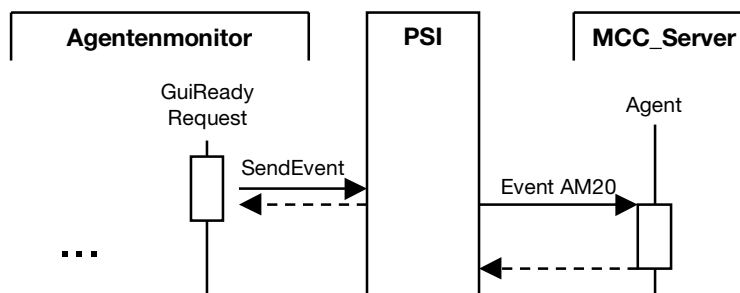 Agentenmonitor
PSI
MCC_Server
GuiReady
Request
Agent
SendEvent
Event AM20
...